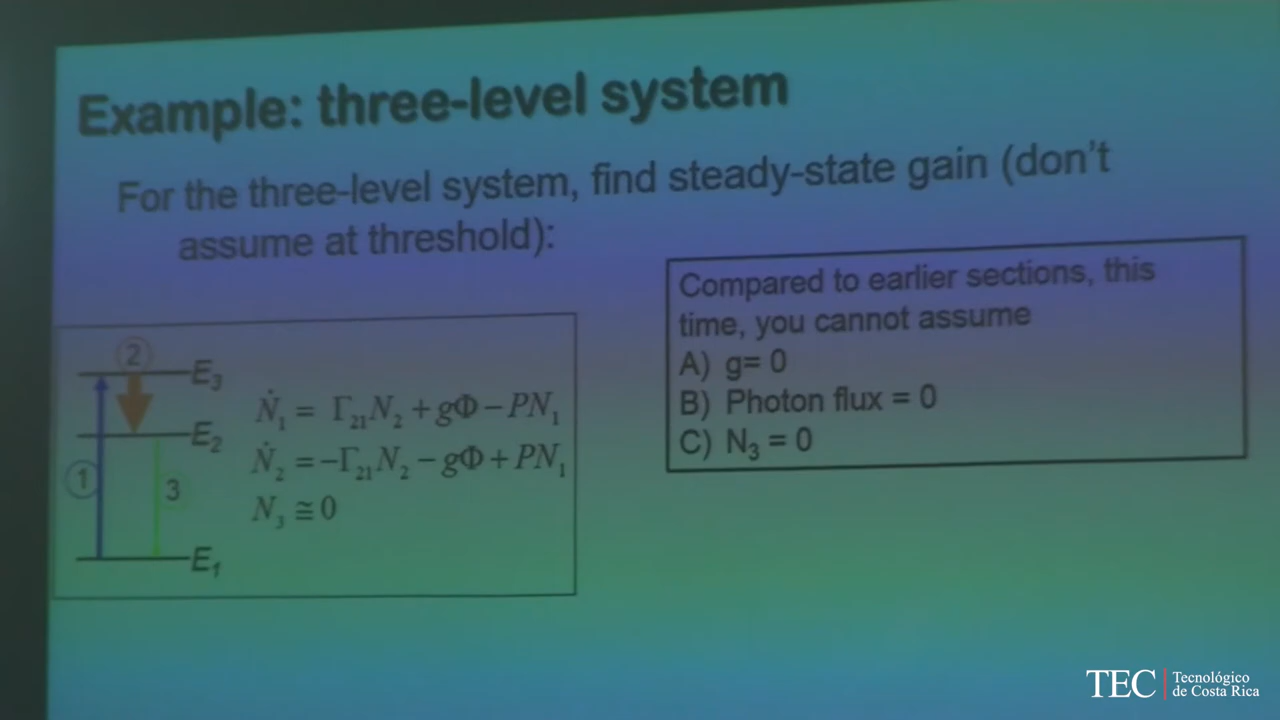 Example: three-level system
For the three-level system, find steady-state gain (don't
assume at threshold):
Compared to earlier sections, this
time, you cannot assume
A) g= 0
B) Photon flux = 0
C) N₃ = 0
2
E₃
E₂
1
3
E₁
Ṅ₁ = Γ₂₁N₂ + gΦ − PN₁
Ṅ₂ = −Γ₂₁N₂ − gΦ + PN₁
N₃ ≅ 0
TEC
Tecnológico
de Costa Rica